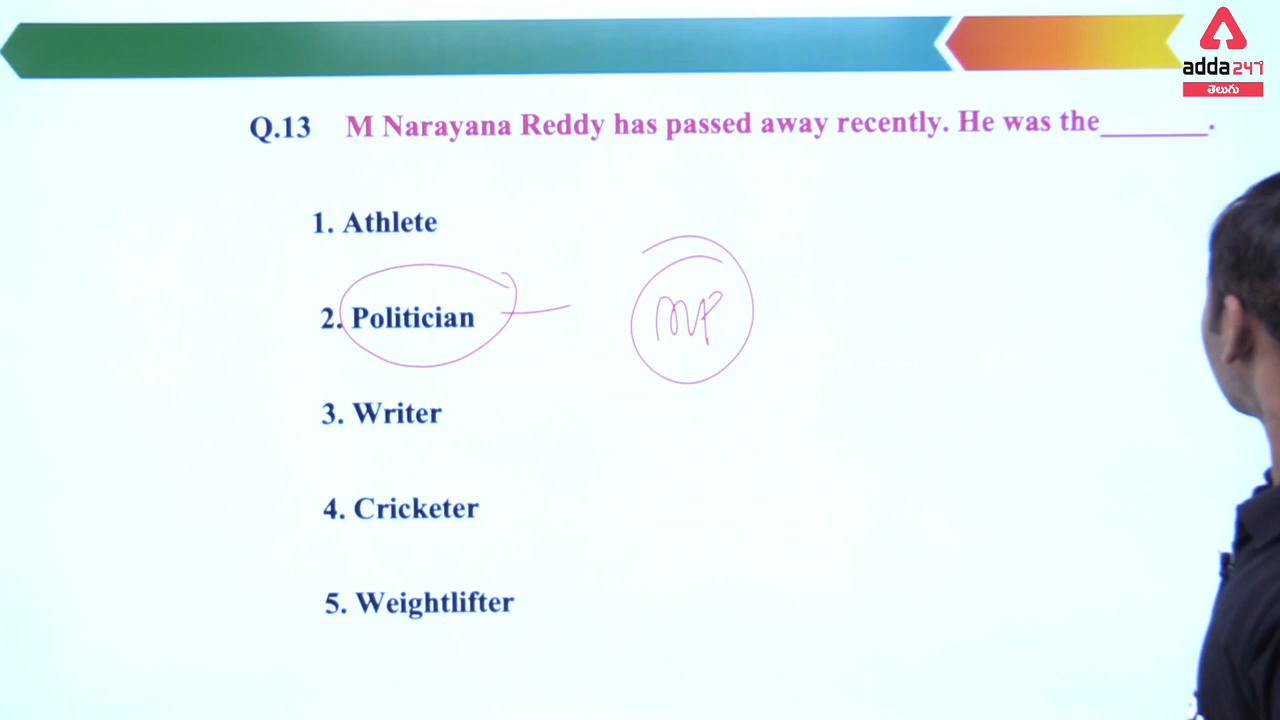 adda247
తెలుగు
Q.13 M Narayana Reddy has passed away recently. He was the_______.
1. Athlete
2. Politician
MP
3. Writer
4. Cricketer
5. Weightlifter